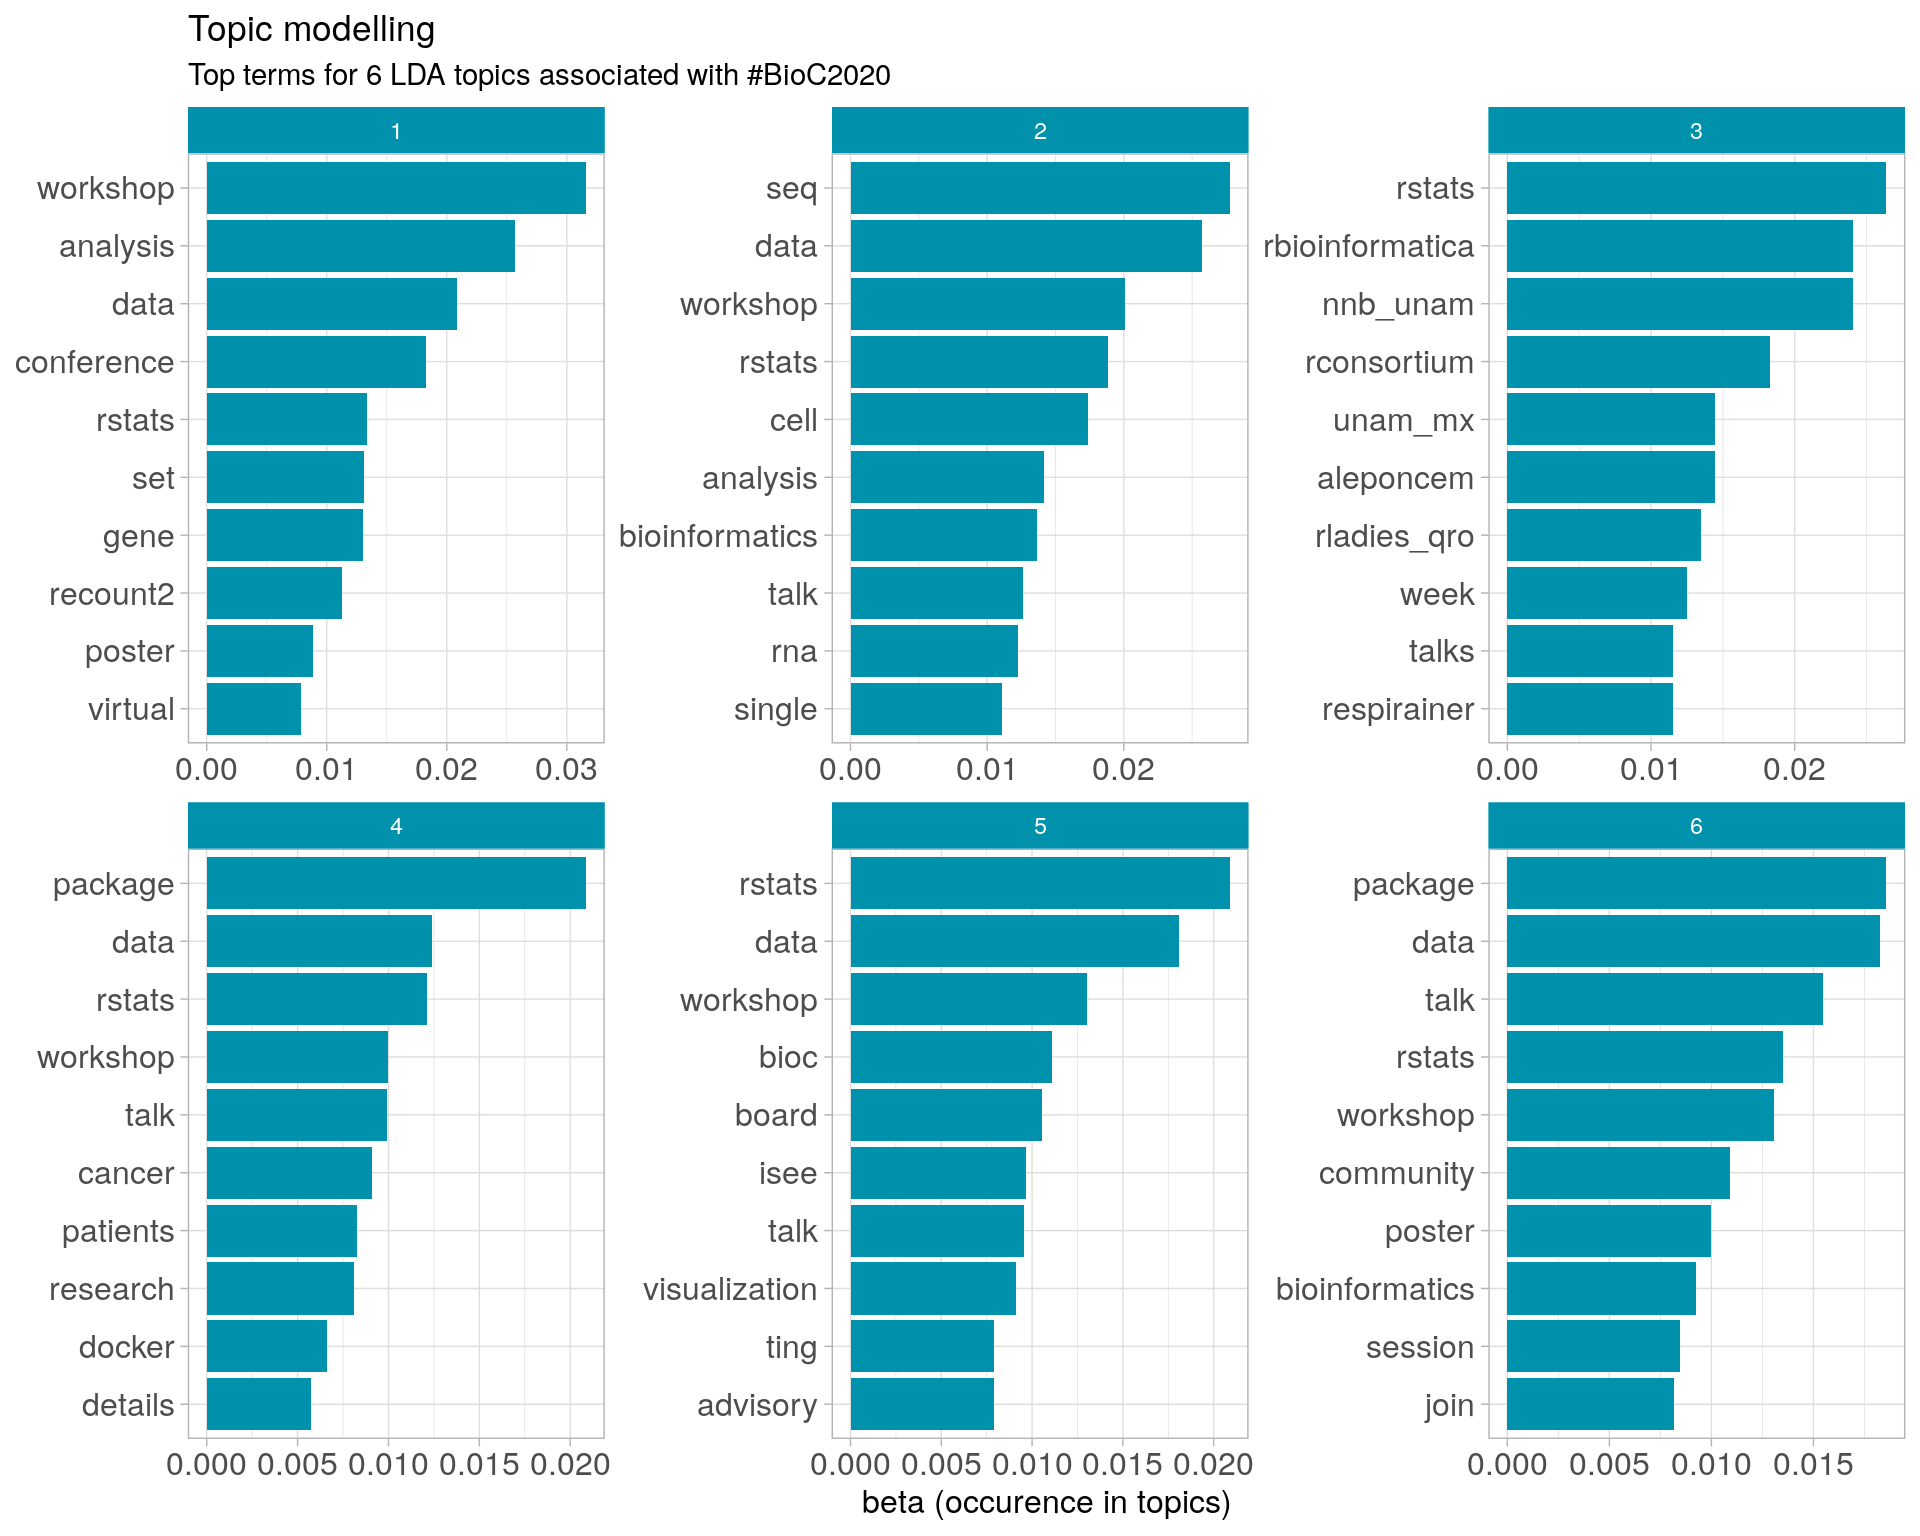 Topic modelling
Top terms for 6 LDA topics associated with #BioC2020
1
workshop
analysis
data
conference
rstats
set
gene
recount2
poster
virtual
0.00 0.01 0.02 0.03
2
seq
data
workshop
rstats
cell
analysis
bioinformatics
talk
rna
single
0.00 0.01 0.02
3
rstats
rbioinformatica
nnb_unam
rconsortium
unam_mx
aleponcem
rladies_qro
week
talks
respirainer
0.00 0.01 0.02
4
package
data
rstats
workshop
talk
cancer
patients
research
docker
details
0.000 0.005 0.010 0.015 0.020
5
rstats
data
workshop
bioc
board
isee
talk
visualization
ting
advisory
0.000 0.005 0.010 0.015 0.020
6
package
data
talk
rstats
workshop
community
poster
bioinformatics
session
join
0.000 0.005 0.010 0.015
beta (occurence in topics)